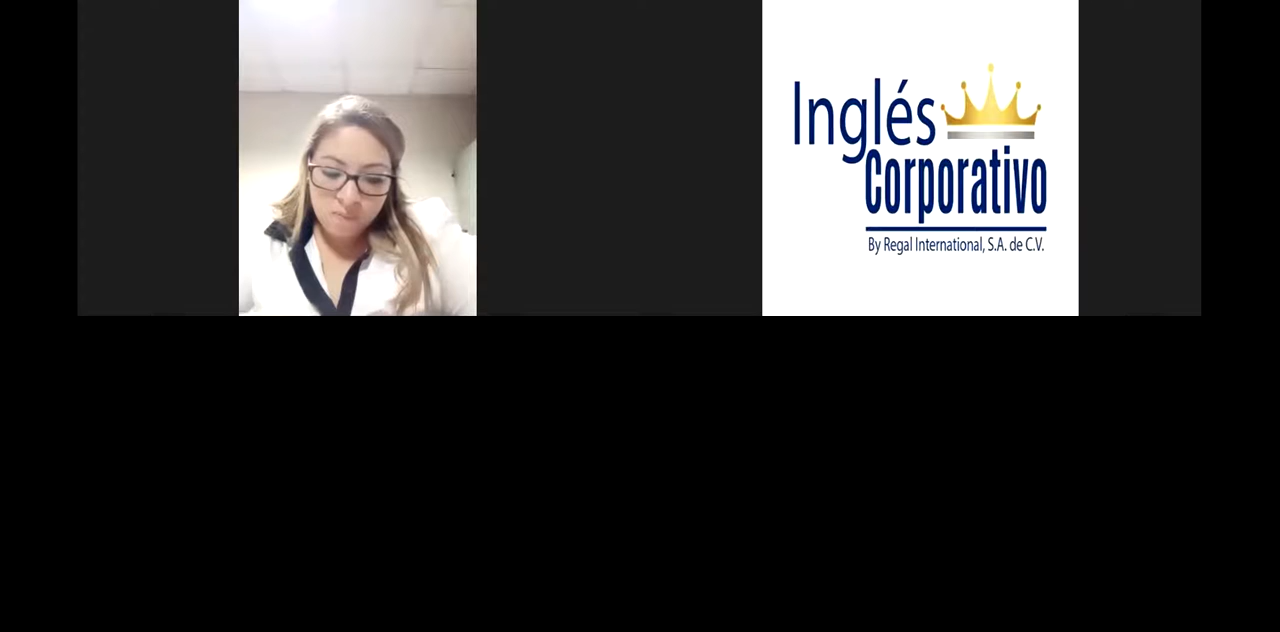 Inglés
Corporativo
By Regal International, S.A. de C.V.